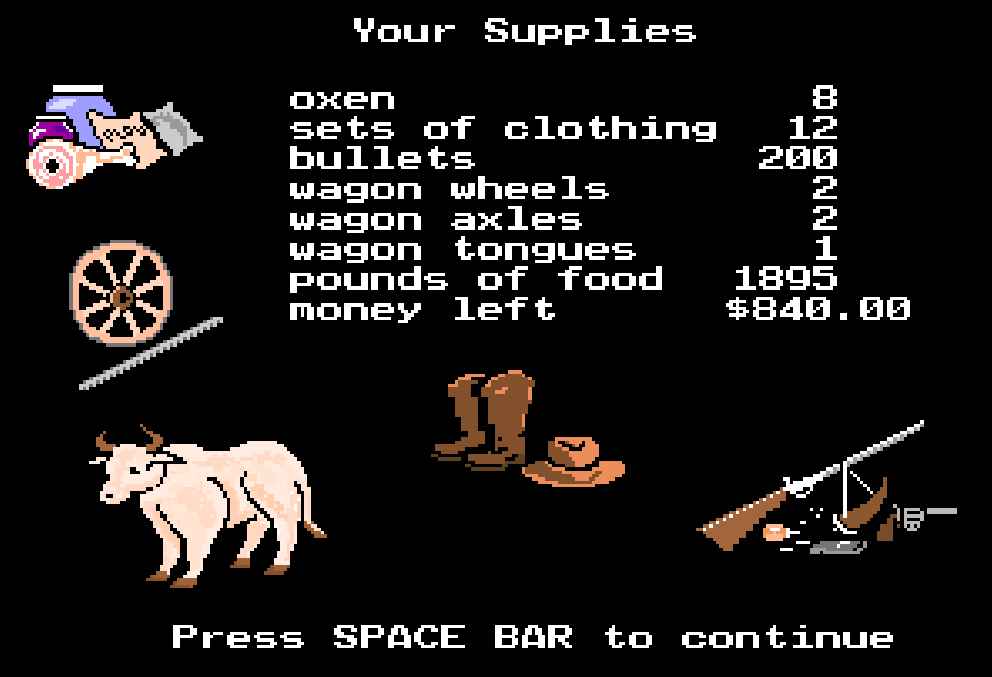 Your Supplies
oxen 8
sets of clothing 12
bullets 200
wagon wheels 2
wagon axles 2
wagon tongues 1
pounds of food 1895
money left $840.00
Press SPACE BAR to continue